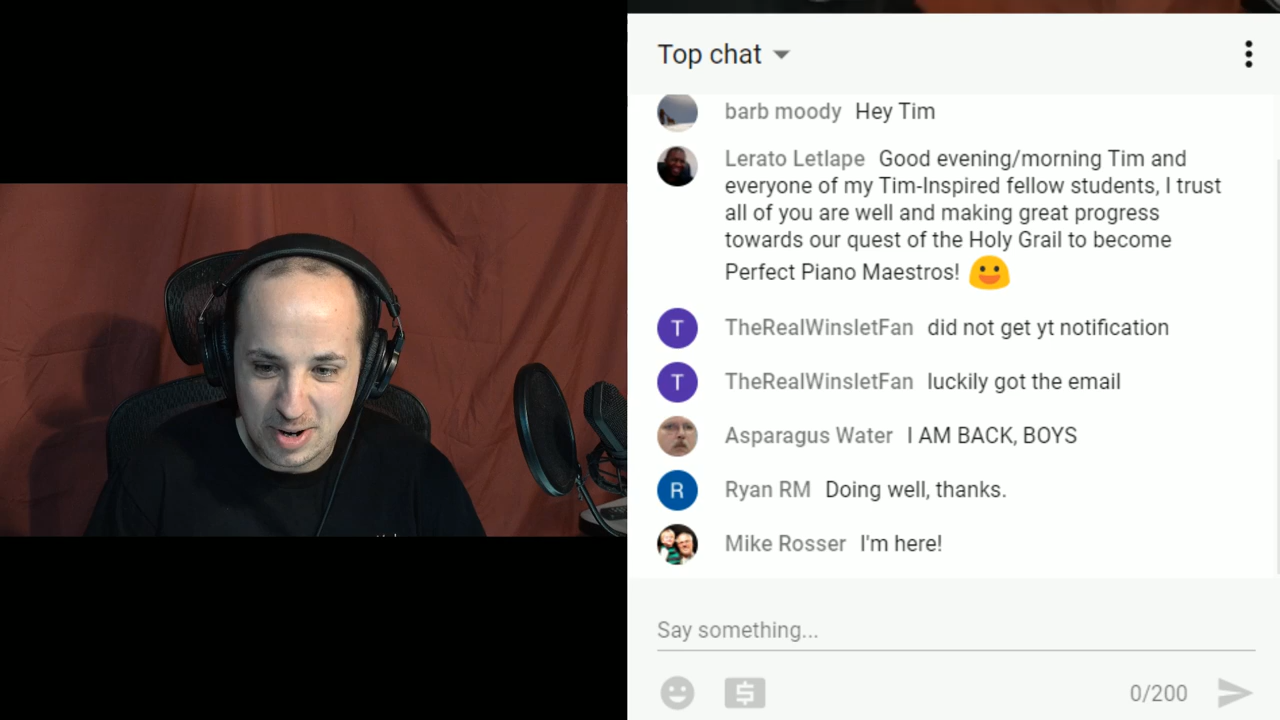 Top chat
barb moody Hey Tim
Lerato Letlape Good evening/morning Tim and
everyone of my Tim-Inspired fellow students, I trust
all of you are well and making great progress
towards our quest of the Holy Grail to become
Perfect Piano Maestros!
T TheRealWinsletFan did not get yt notification
T TheRealWinsletFan luckily got the email
Asparagus Water I AM BACK, BOYS
R Ryan RM Doing well, thanks.
Mike Rosser I'm here!
Say something...
0/200